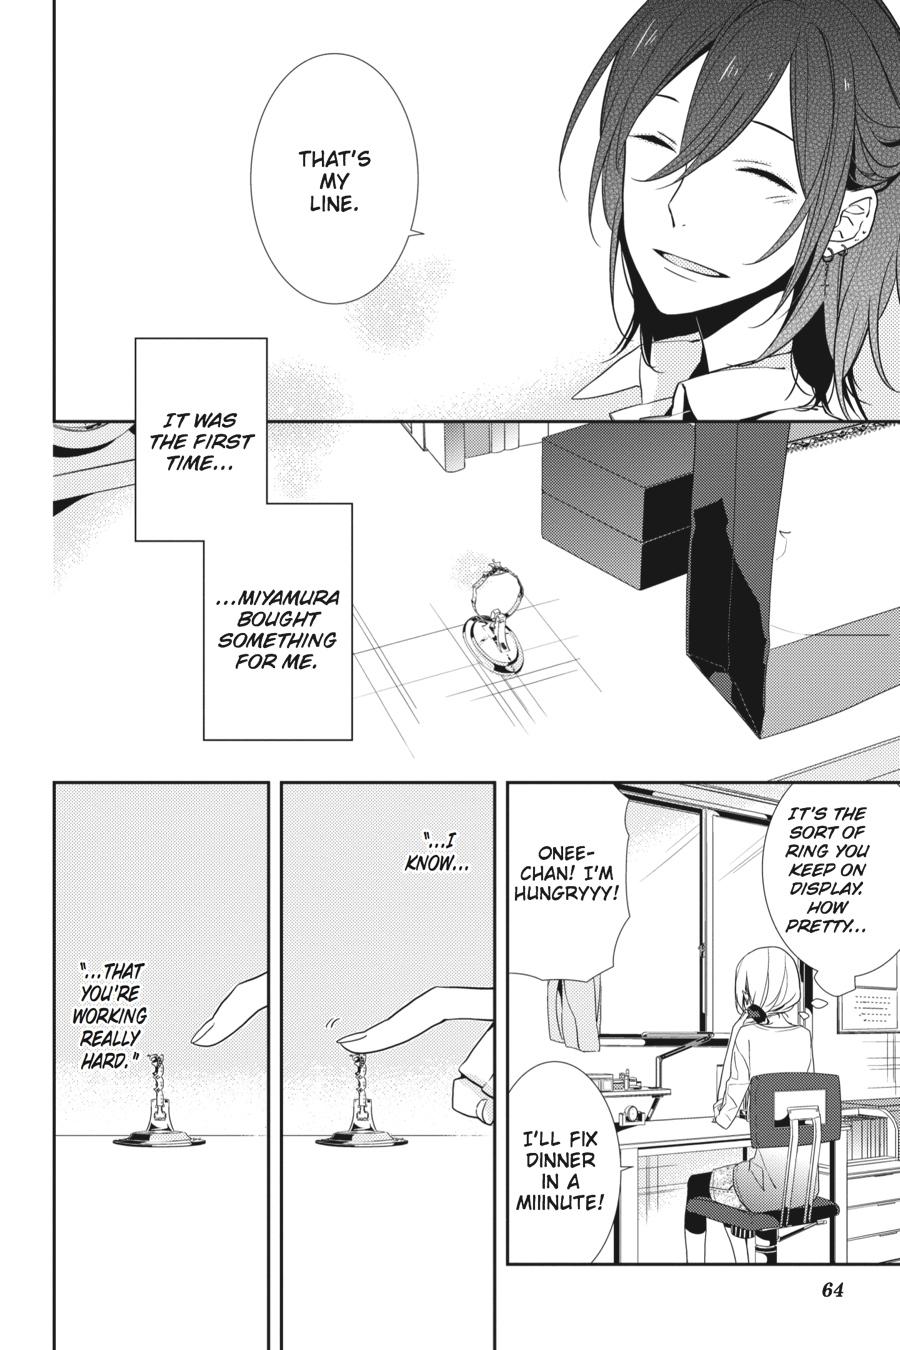 THAT'S
MY
LINE.
IT WAS
THE FIRST
TIME...
...MIYAMURA
BOUGHT
SOMETHING
FOR ME.
IT'S THE
SORT OF
RING YOU
KEEP ON
DISPLAY.
HOW
PRETTY...
ONEE-
CHAN! I'M
HUNGRYYY!
I'LL FIX
DINNER
IN A
MIIINUTE!
"...I
KNOW...
"...THAT
YOU'RE
WORKING
REALLY
HARD."
64